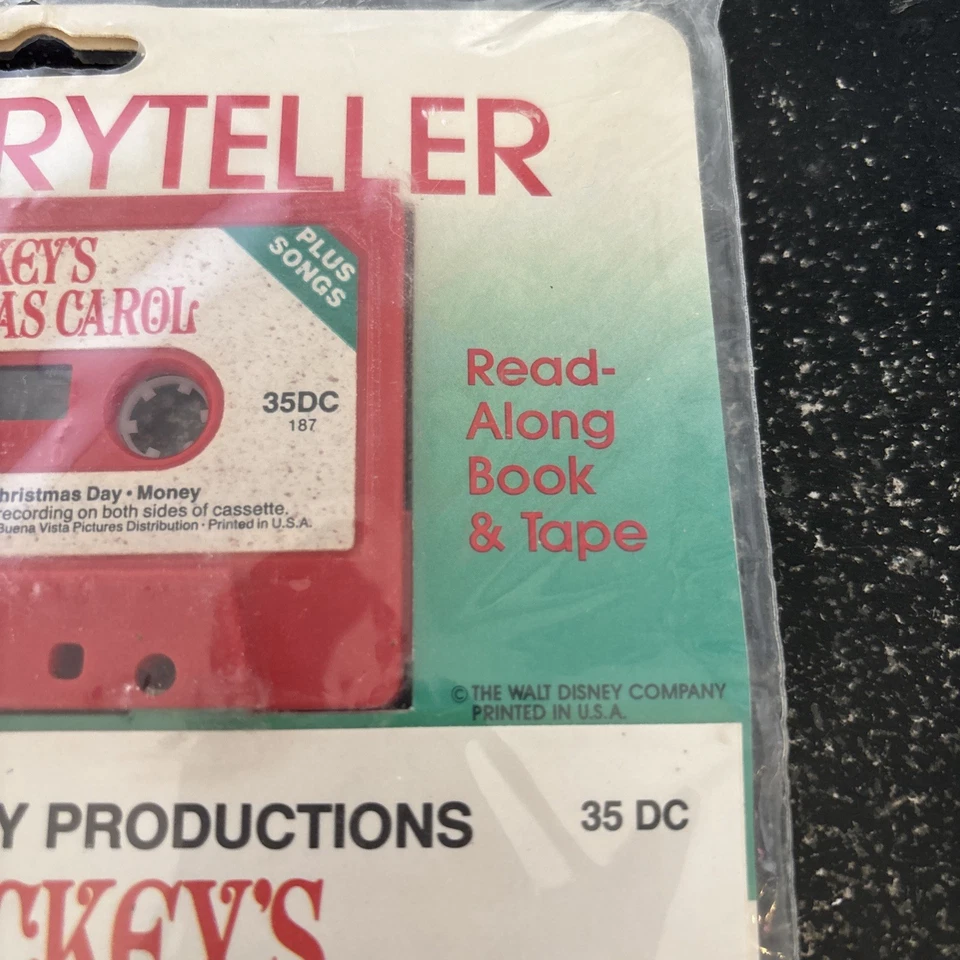 RYTELLER
KEY'S
AS CAROL
PLUS
SONGS
35DC
187
hristmas Day • Money
recording on both sides of cassette.
Buena Vista Pictures Distribution · Printed in U.S.A.
Read-
Along
Book
& Tape
© THE WALT DISNEY COMPANY
PRINTED IN U.S.A.
Y PRODUCTIONS
35 DC
CKEY'S